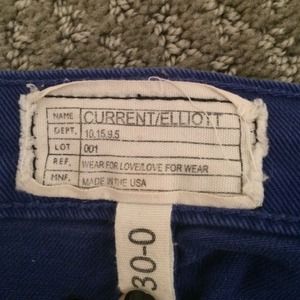 NAME CURRENT/ELLIOTT
DEPT. 10.15.9.5
LOT 001
REF. WEAR FOR LOVE/LOVE FOR WEAR
MNF. MADE IN THE USA
30-0